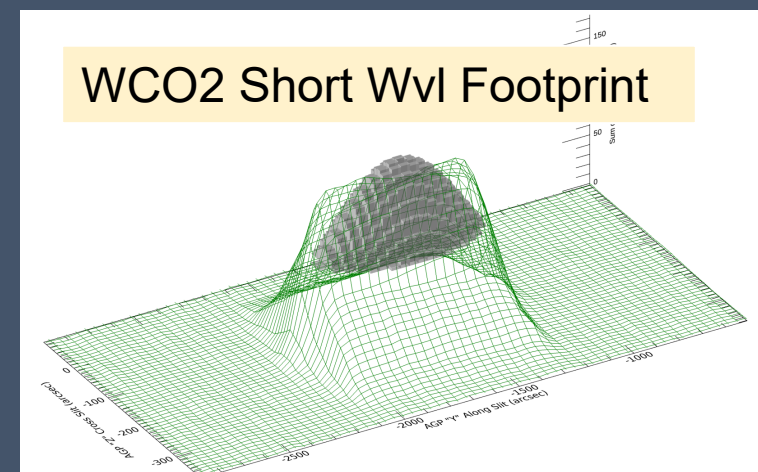 WCO2 Short Wvl Footprint
150
50
0
Sum
0
-100
-200
-300
AGP "Z" Cross Slit (arcsec)
-2500
-2000
-1500
-1000
AGP "Y" Along Slit (arcsec)